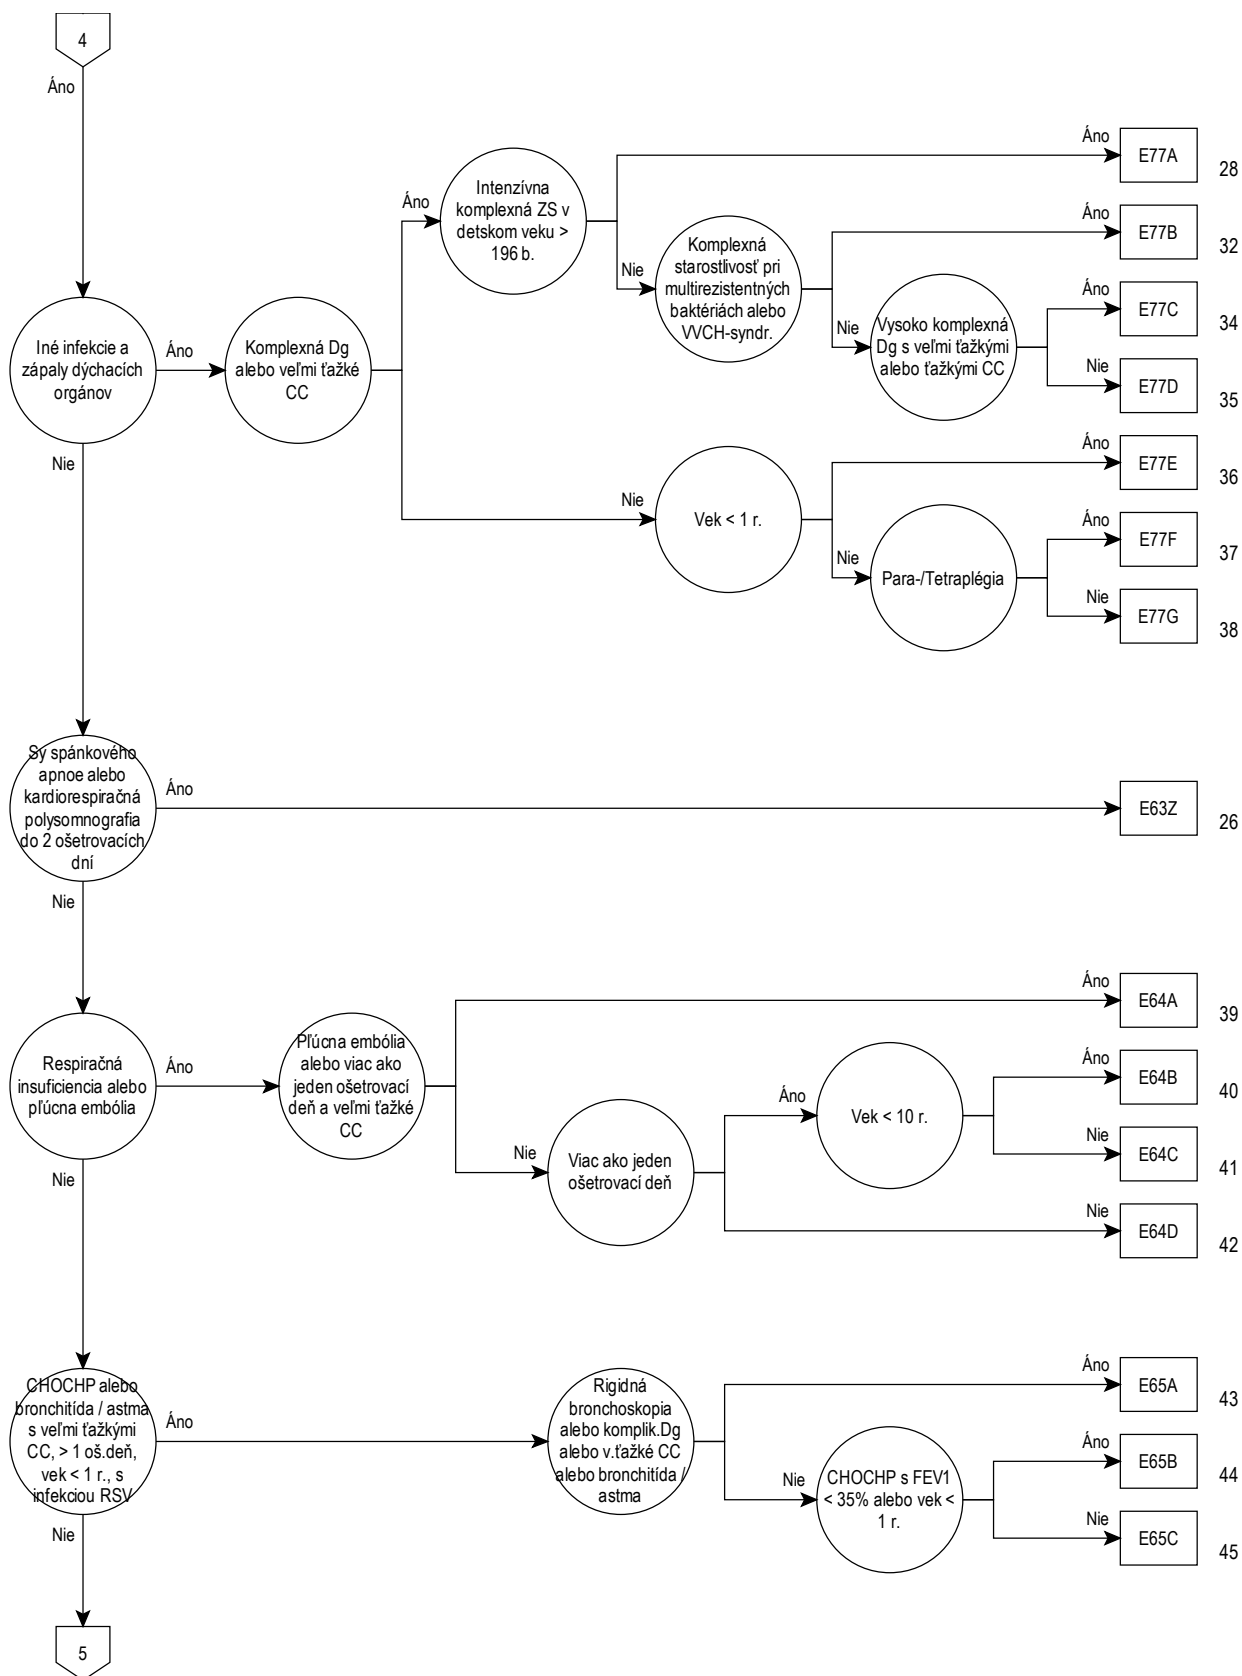 4
Áno
Iné infekcie a
zápaly dýchacích
orgánov
Áno
Komplexná Dg
alebo veľmi ťažké
CC
Áno
Intenzívna
komplexná ZS v
detskom veku >
196 b.
Áno
E77A
28
Nie
Komplexná
starostlivosť pri
multirezistentných
baktériách alebo
VVCH-syndr.
Áno
E77B
32
Nie
Vysoko komplexná
Dg s veľmi ťažkými
alebo ťažkými CC
Áno
E77C
34
Nie
E77D
35
Nie
Vek < 1 r.
Áno
E77E
36
Nie
Para-/Tetraplégia
Áno
E77F
37
Nie
E77G
38
Nie
Sy spánkového
apnoe alebo
kardiorespiračná
polysomnografia
do 2 ošetrovacích
dní
Áno
E63Z
26
Nie
Respiračná
insuficiencia alebo
pľúcna embólia
Áno
Pľúcna embólia
alebo viac ako
jeden ošetrovací
deň a veľmi ťažké
CC
Áno
E64A
39
Nie
Viac ako jeden
ošetrovací deň
Áno
Vek < 10 r.
Áno
E64B
40
Nie
E64C
41
Nie
E64D
42
Nie
CHOCHP alebo
bronchitída / astma
s veľmi ťažkými
CC, > 1 oš.deň,
vek < 1 r., s
infekciou RSV
Áno
Rigidná
bronchoskopia
alebo komplik.Dg
alebo v.ťažké CC
alebo bronchitída /
astma
Áno
E65A
43
Nie
CHOCHP s FEV1
< 35% alebo vek <
1 r.
Áno
E65B
44
Nie
E65C
45
Nie
5